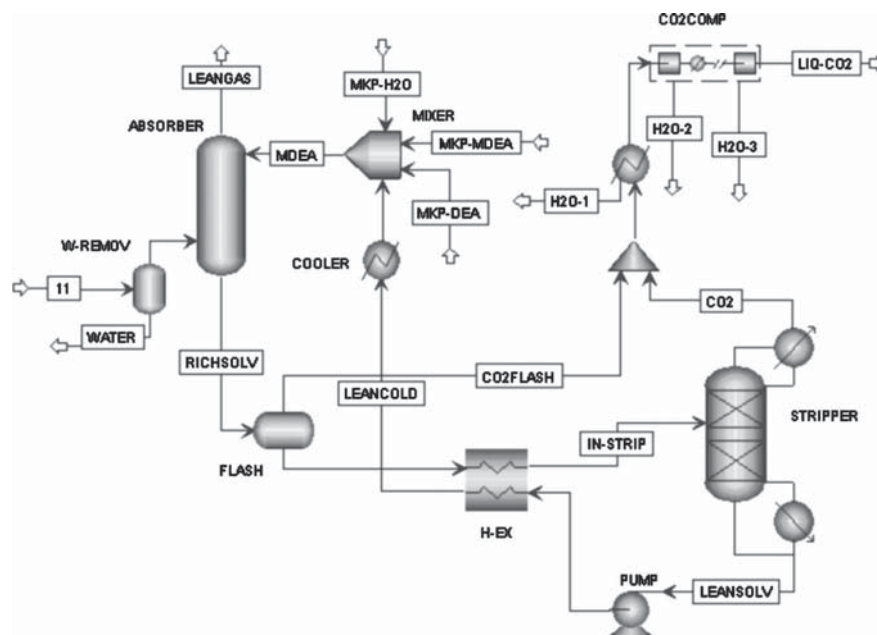 CO2COMP
LEANGAS
MKP-H2O
LIQ-CO2
ABSORBER
MIXER
H2O-2
MDEA
MKP-MDEA
H2O-3
H2O-1
MKP-DEA
W-REMOV
COOLER
11
CO2
WATER
RICHSOLV
LEANCOLD
CO2FLASH
STRIPPER
IN-STRIP
FLASH
H-EX
PUMP
LEANSOLV